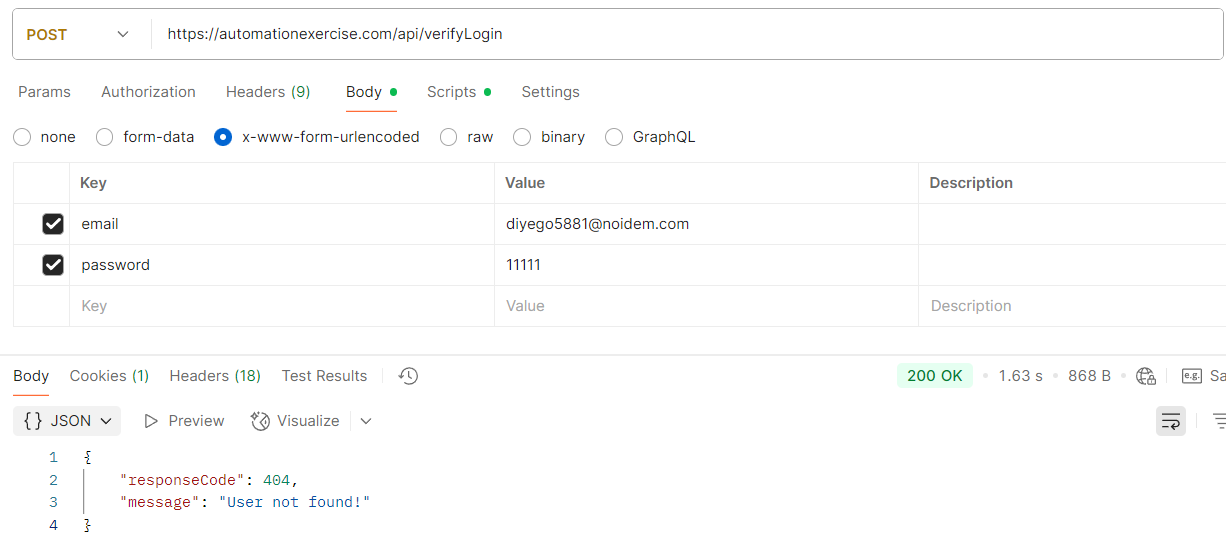 POST https://automationexercise.com/api/verifyLogin
Params Authorization Headers (9) Body Scripts Settings
none form-data x-www-form-urlencoded raw binary GraphQL
Key Value Description
email diyego5881@noidem.com
password 11111
Key Value Description
Body Cookies (1) Headers (18) Test Results 200 OK 1.63 s 868 B e.g. Sa
{} JSON Preview Visualize
1 {
2 "responseCode": 404,
3 "message": "User not found!"
4 }